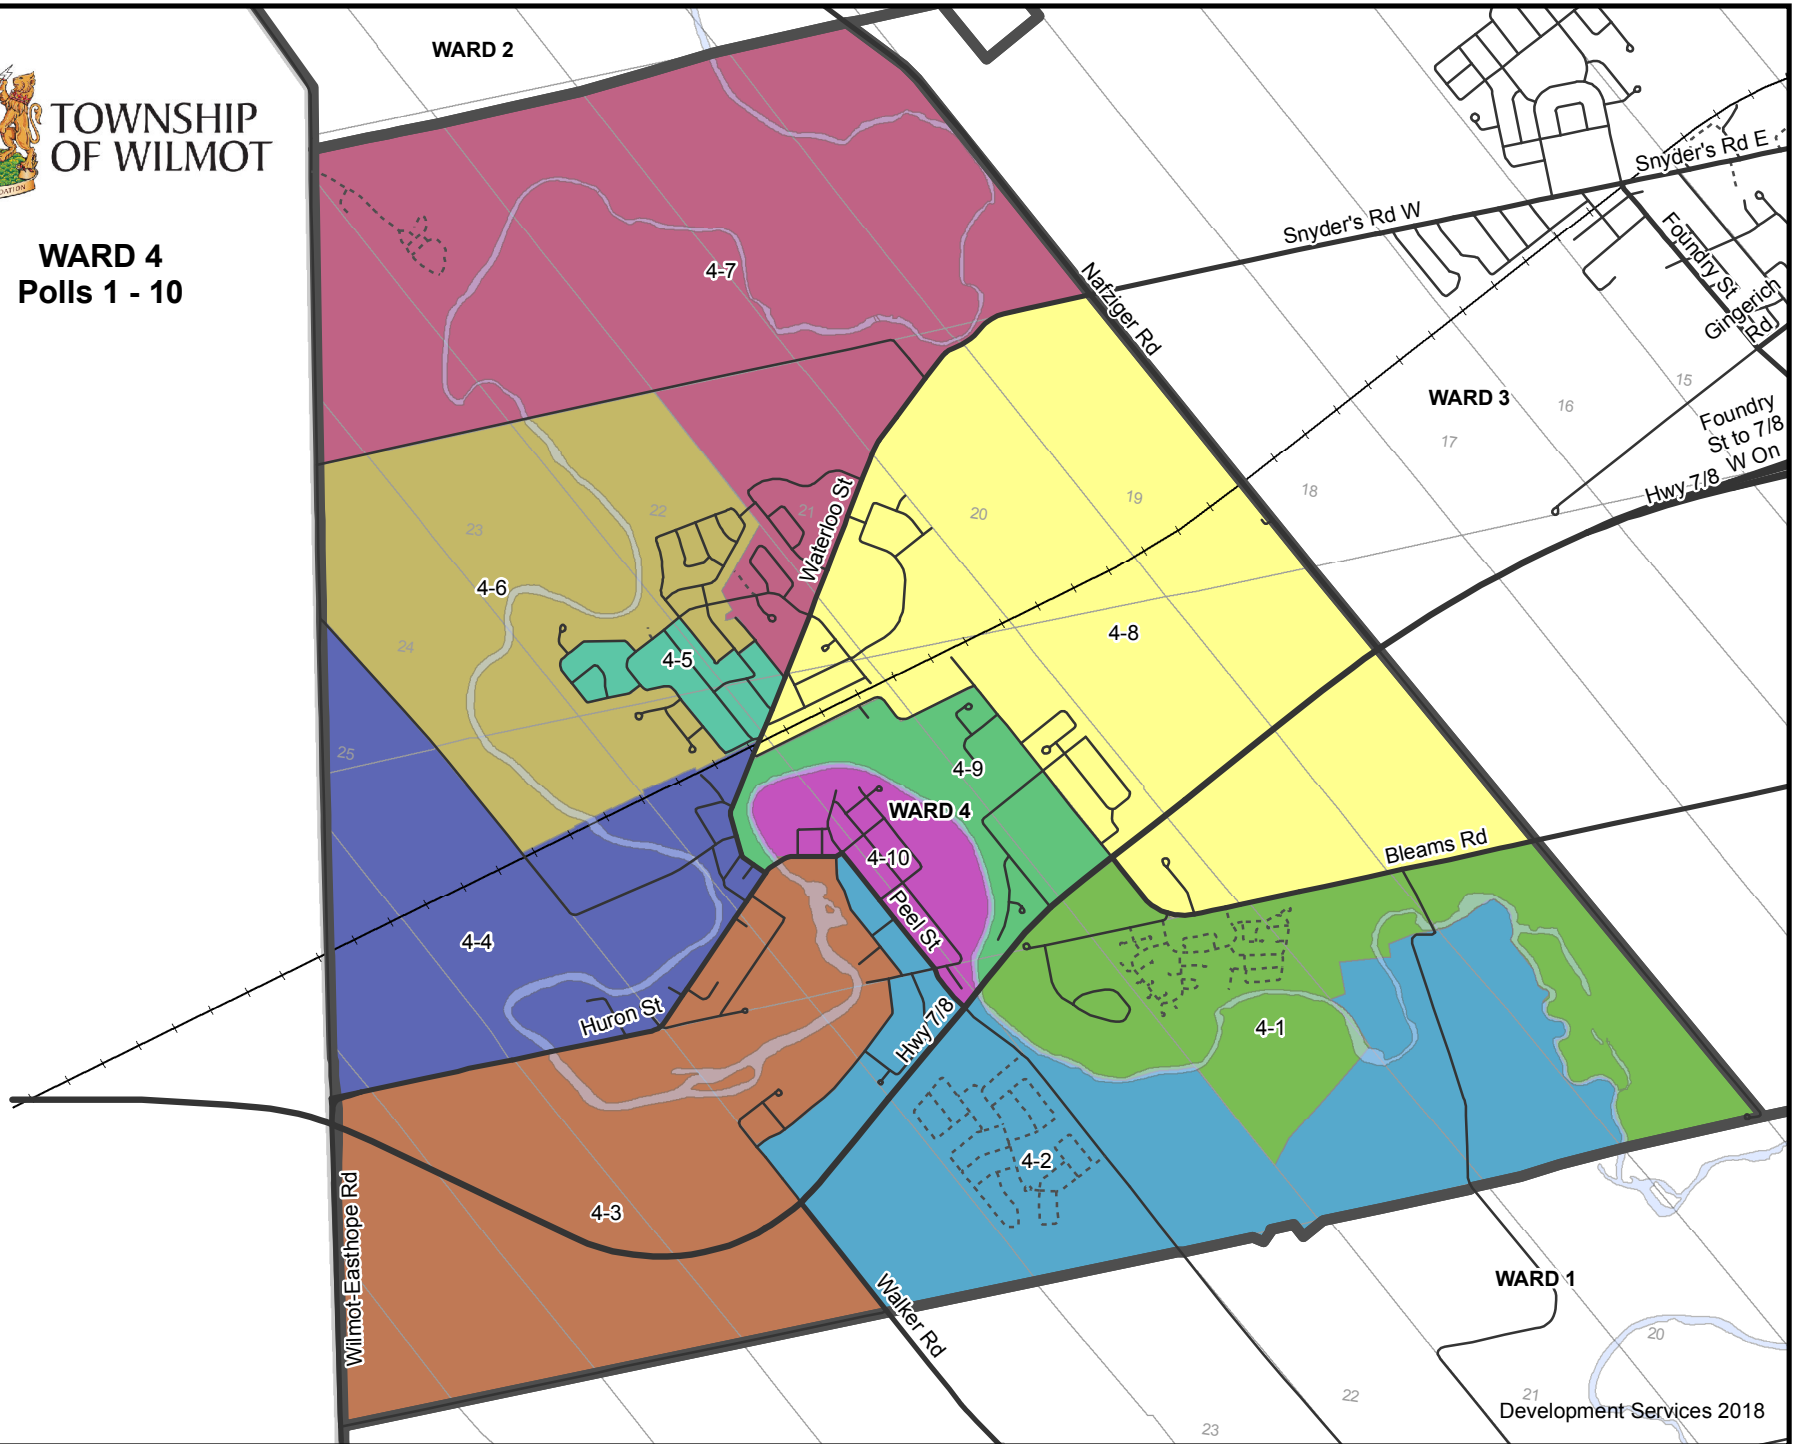 WARD 2
TOWNSHIP
OF WILMOT
WARD 4
Polls 1 - 10
Snyder's Rd E
Snyder's Rd W
Foundry St
Gingerich
Rd
4-7
Nafziger Rd
WARD 3
15
16
17
18
Foundry
St to 7/8
W On
Hwy 7/8
19
20
21
22
23
Waterloo St
4-6
24
4-5
4-8
25
4-9
WARD 4
4-10
Bleams Rd
Peel St
4-4
Huron St
Hwy 7/8
4-1
4-2
4-3
Wilmot-Easthope Rd
Walker Rd
WARD 1
20
21
22
23
Development Services 2018